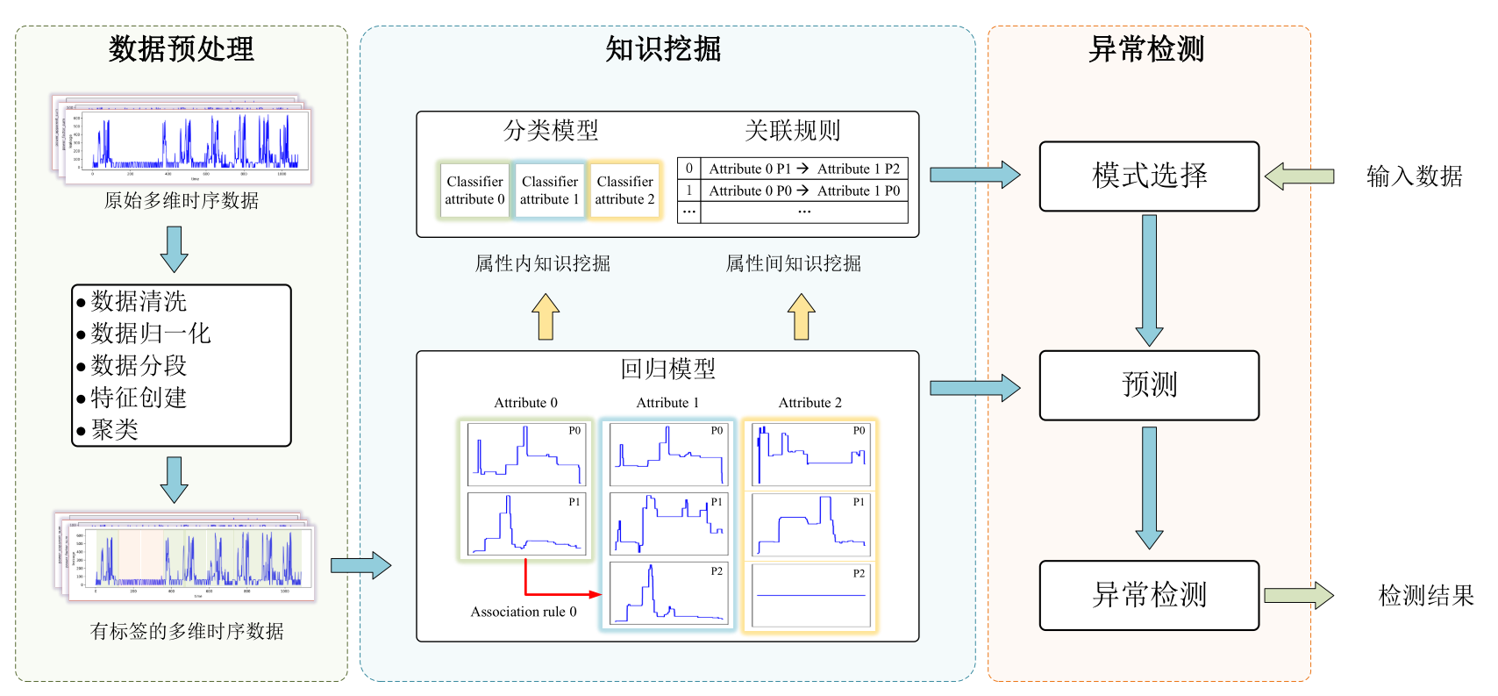 数据预处理
原始多维时序数据
●数据清洗
●数据归一化
●数据分段
●特征创建
●聚类
有标签的多维时序数据
知识挖掘
分类模型
Classifier
attribute 0
Classifier
attribute 1
Classifier
attribute 2
关联规则
0 Attribute 0 P1 → Attribute 1 P2
1 Attribute 0 P0 → Attribute 1 P0
... ...
属性内知识挖掘
属性间知识挖掘
回归模型
Attribute 0
P0
P1
Attribute 1
P0
P1
P2
Attribute 2
P0
P1
P2
Association rule 0
异常检测
模式选择
输入数据
预测
异常检测
检测结果